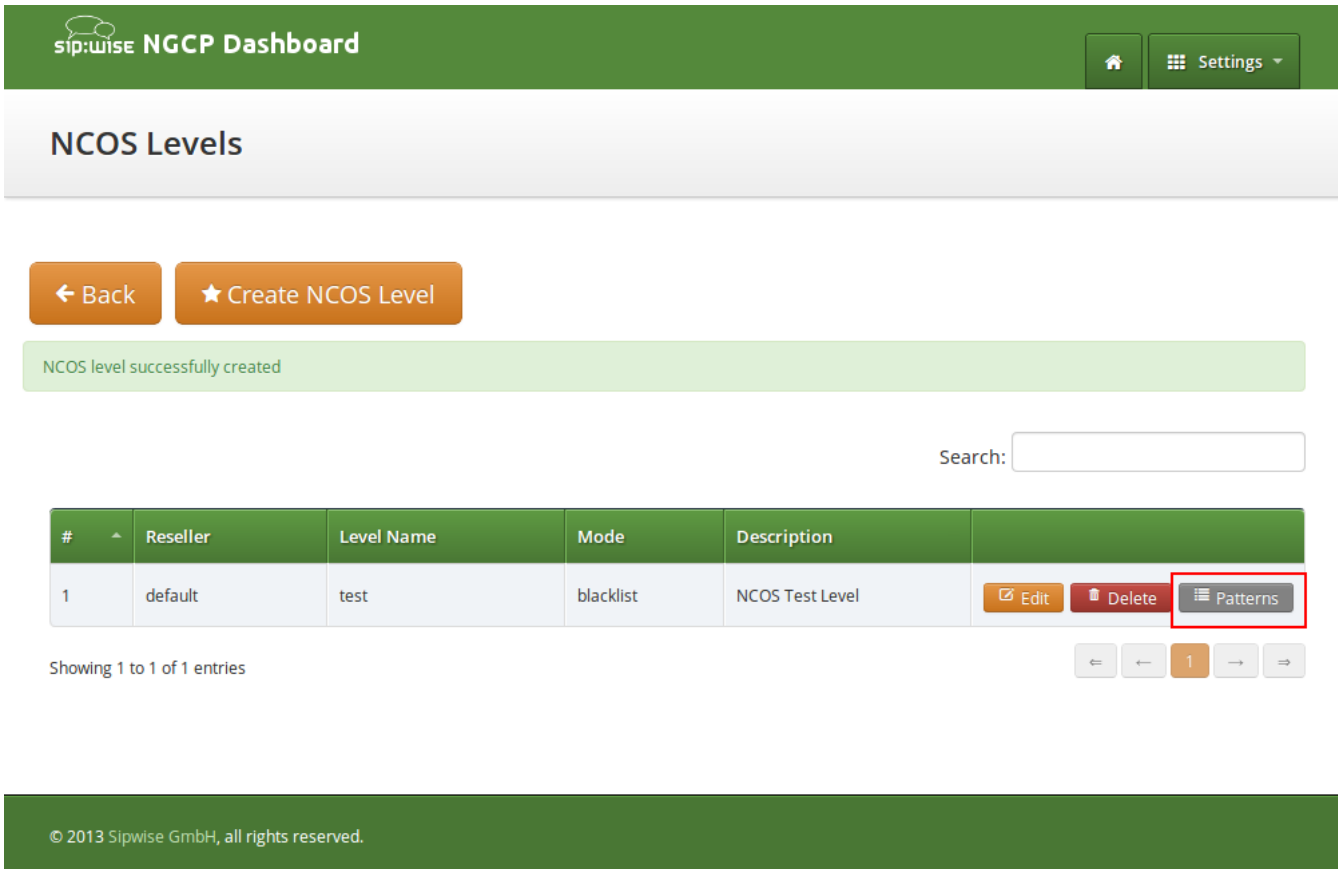 sip:wise NGCP Dashboard
Settings
NCOS Levels
Back
Create NCOS Level
NCOS level successfully created
Search:
# Reseller Level Name Mode Description
1 default test blacklist NCOS Test Level Edit Delete Patterns
Showing 1 to 1 of 1 entries
⇐ ← 1 → ⇒
© 2013 Sipwise GmbH, all rights reserved.